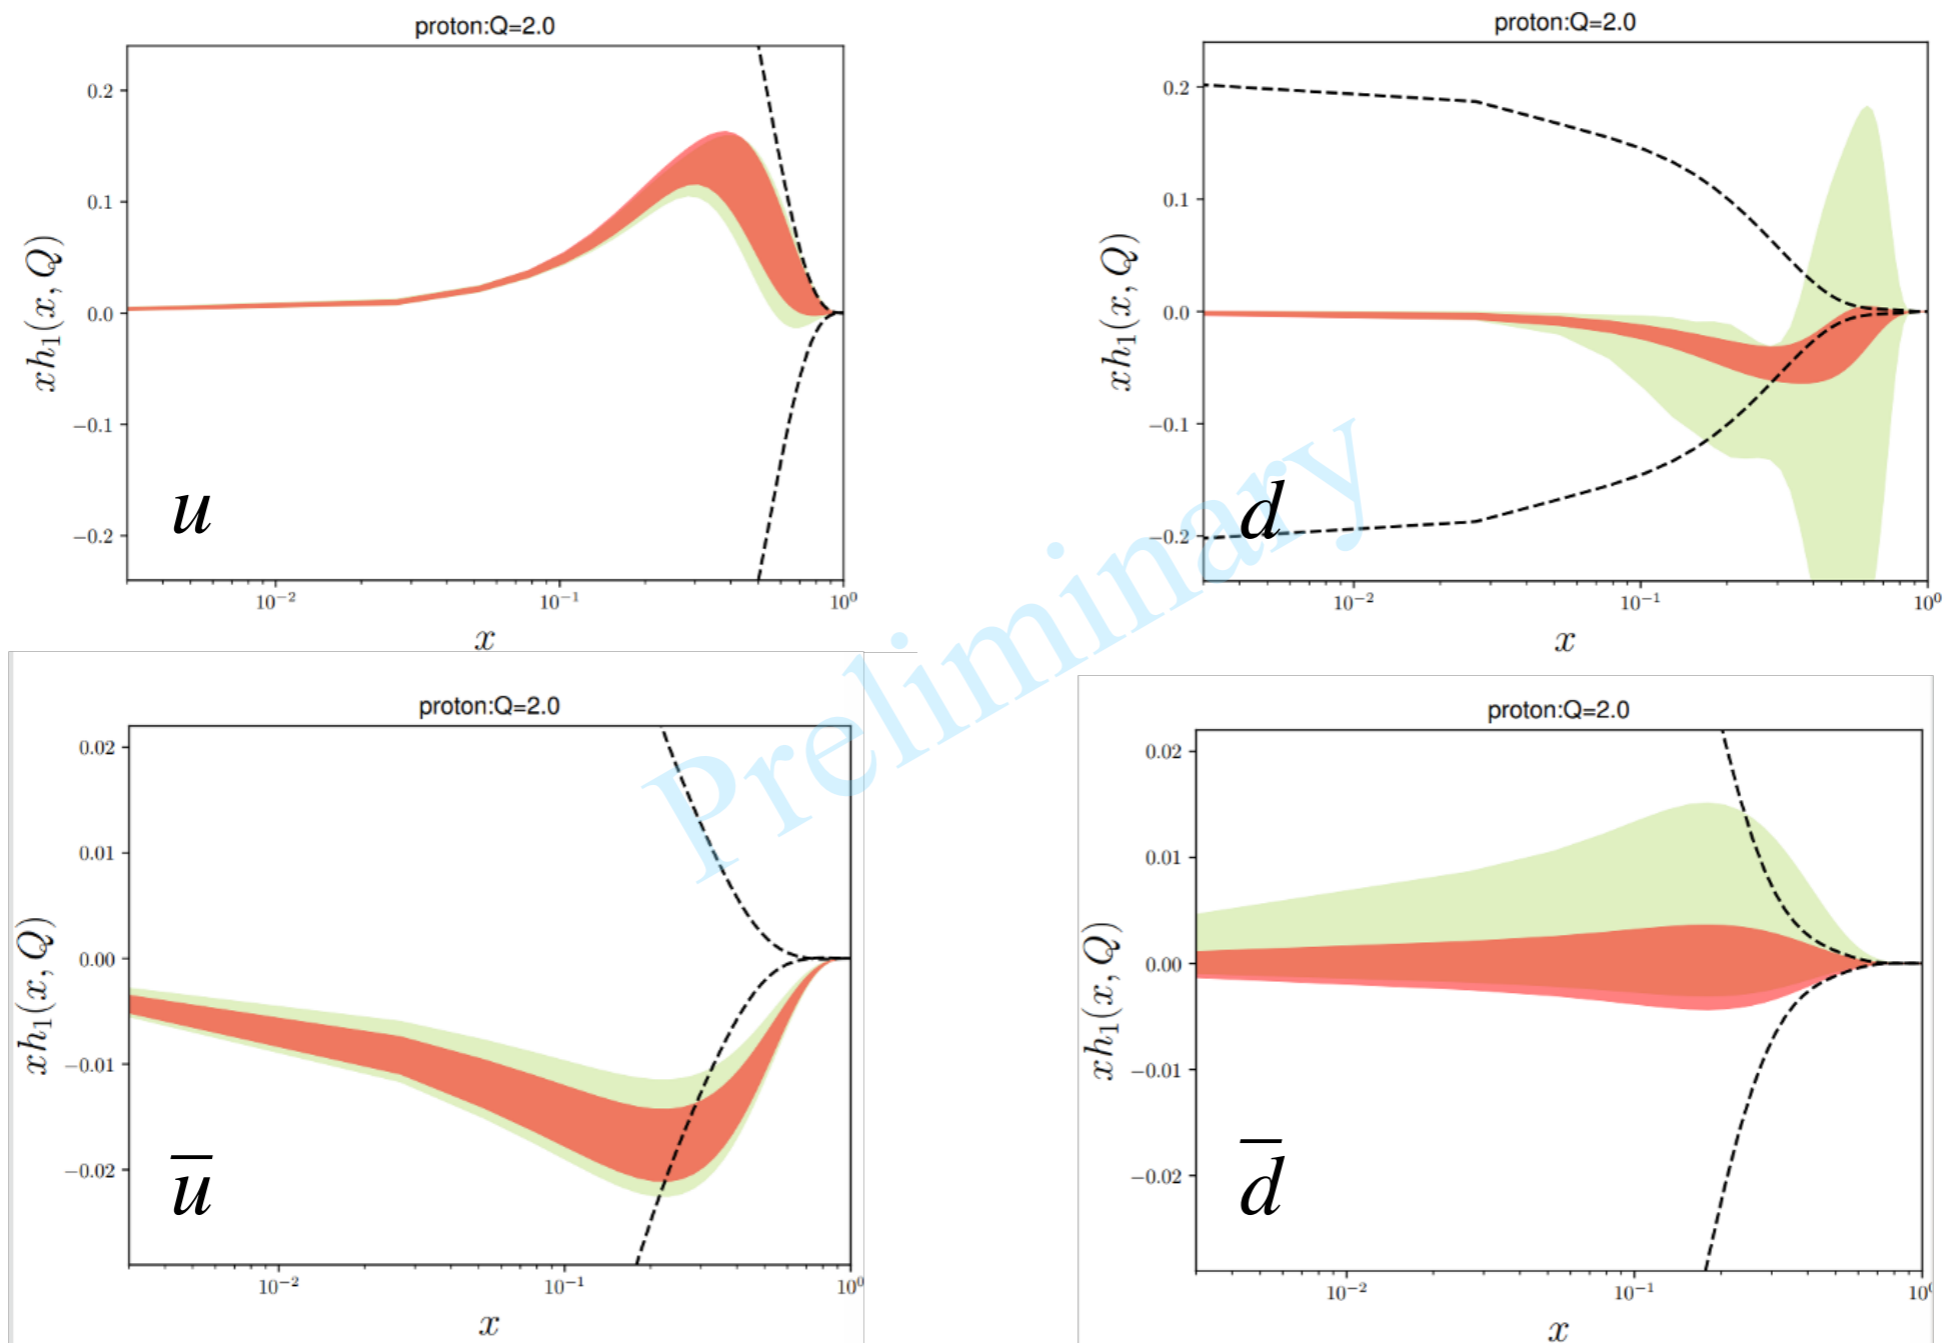 proton:Q=2.0
0.2
0.1
0.0
−0.1
−0.2
xh₁(x, Q)
10⁻²
10⁻¹
10⁰
x
u
proton:Q=2.0
0.2
0.1
0.0
−0.1
−0.2
xh₁(x, Q)
10⁻²
10⁻¹
10⁰
x
d
Preliminary
proton:Q=2.0
0.02
0.01
0.00
−0.01
−0.02
xh₁(x, Q)
10⁻²
10⁻¹
10⁰
x
u̅
proton:Q=2.0
0.02
0.01
0.00
−0.01
−0.02
xh₁(x, Q)
10⁻²
10⁻¹
10⁰
x
d̅